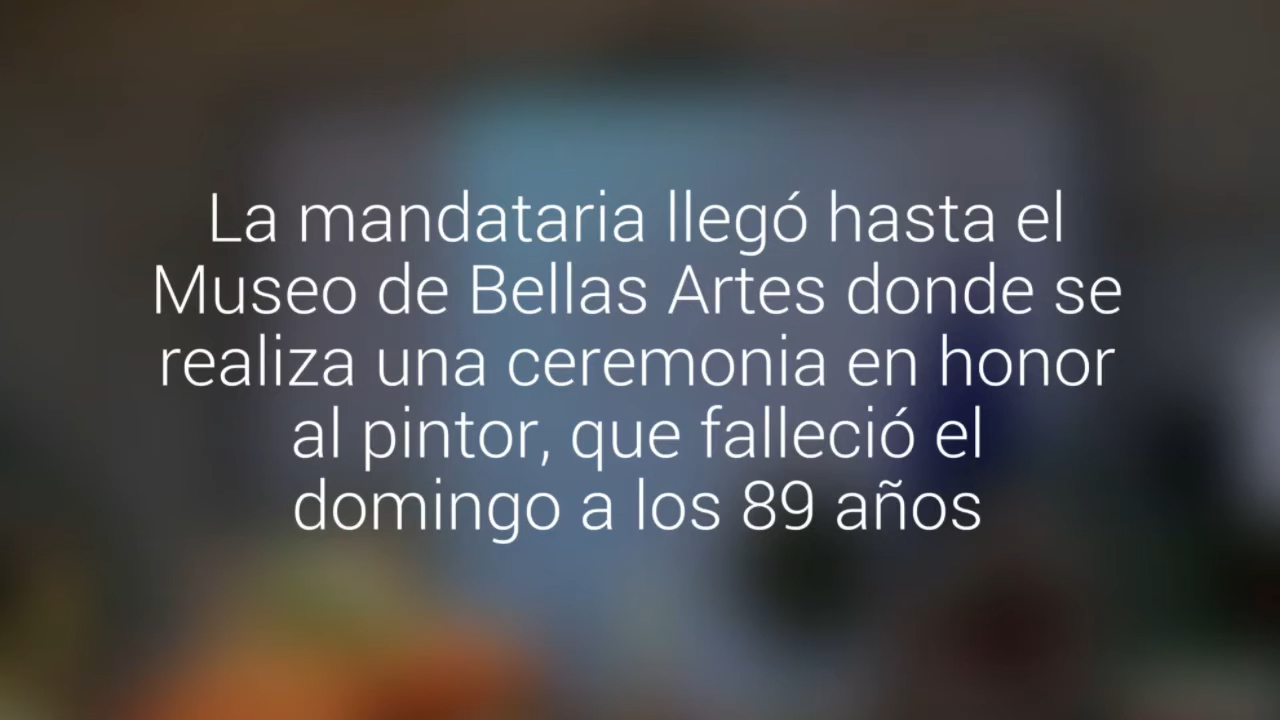 La mandataria llegó hasta el
Museo de Bellas Artes donde se
realiza una ceremonia en honor
al pintor, que falleció el
domingo a los 89 años